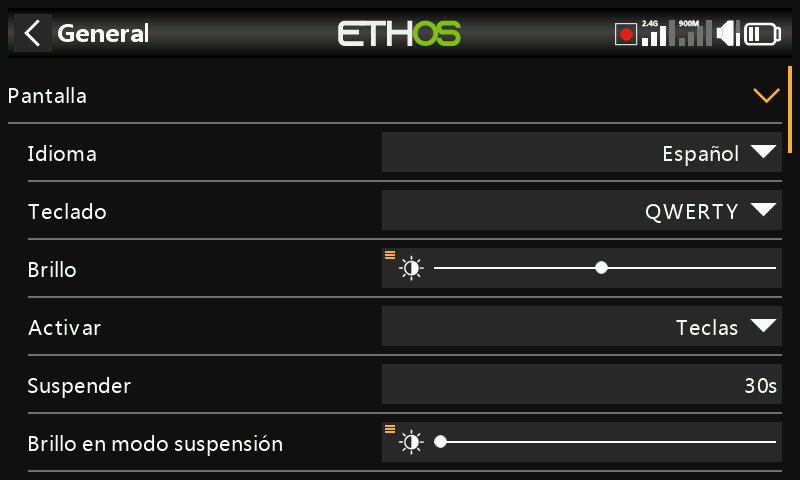 General
ETHOS
2.4G
900M
Pantalla
Idioma
Español
Teclado
QWERTY
Brillo
Activar
Teclas
Suspender
30s
Brillo en modo suspensión